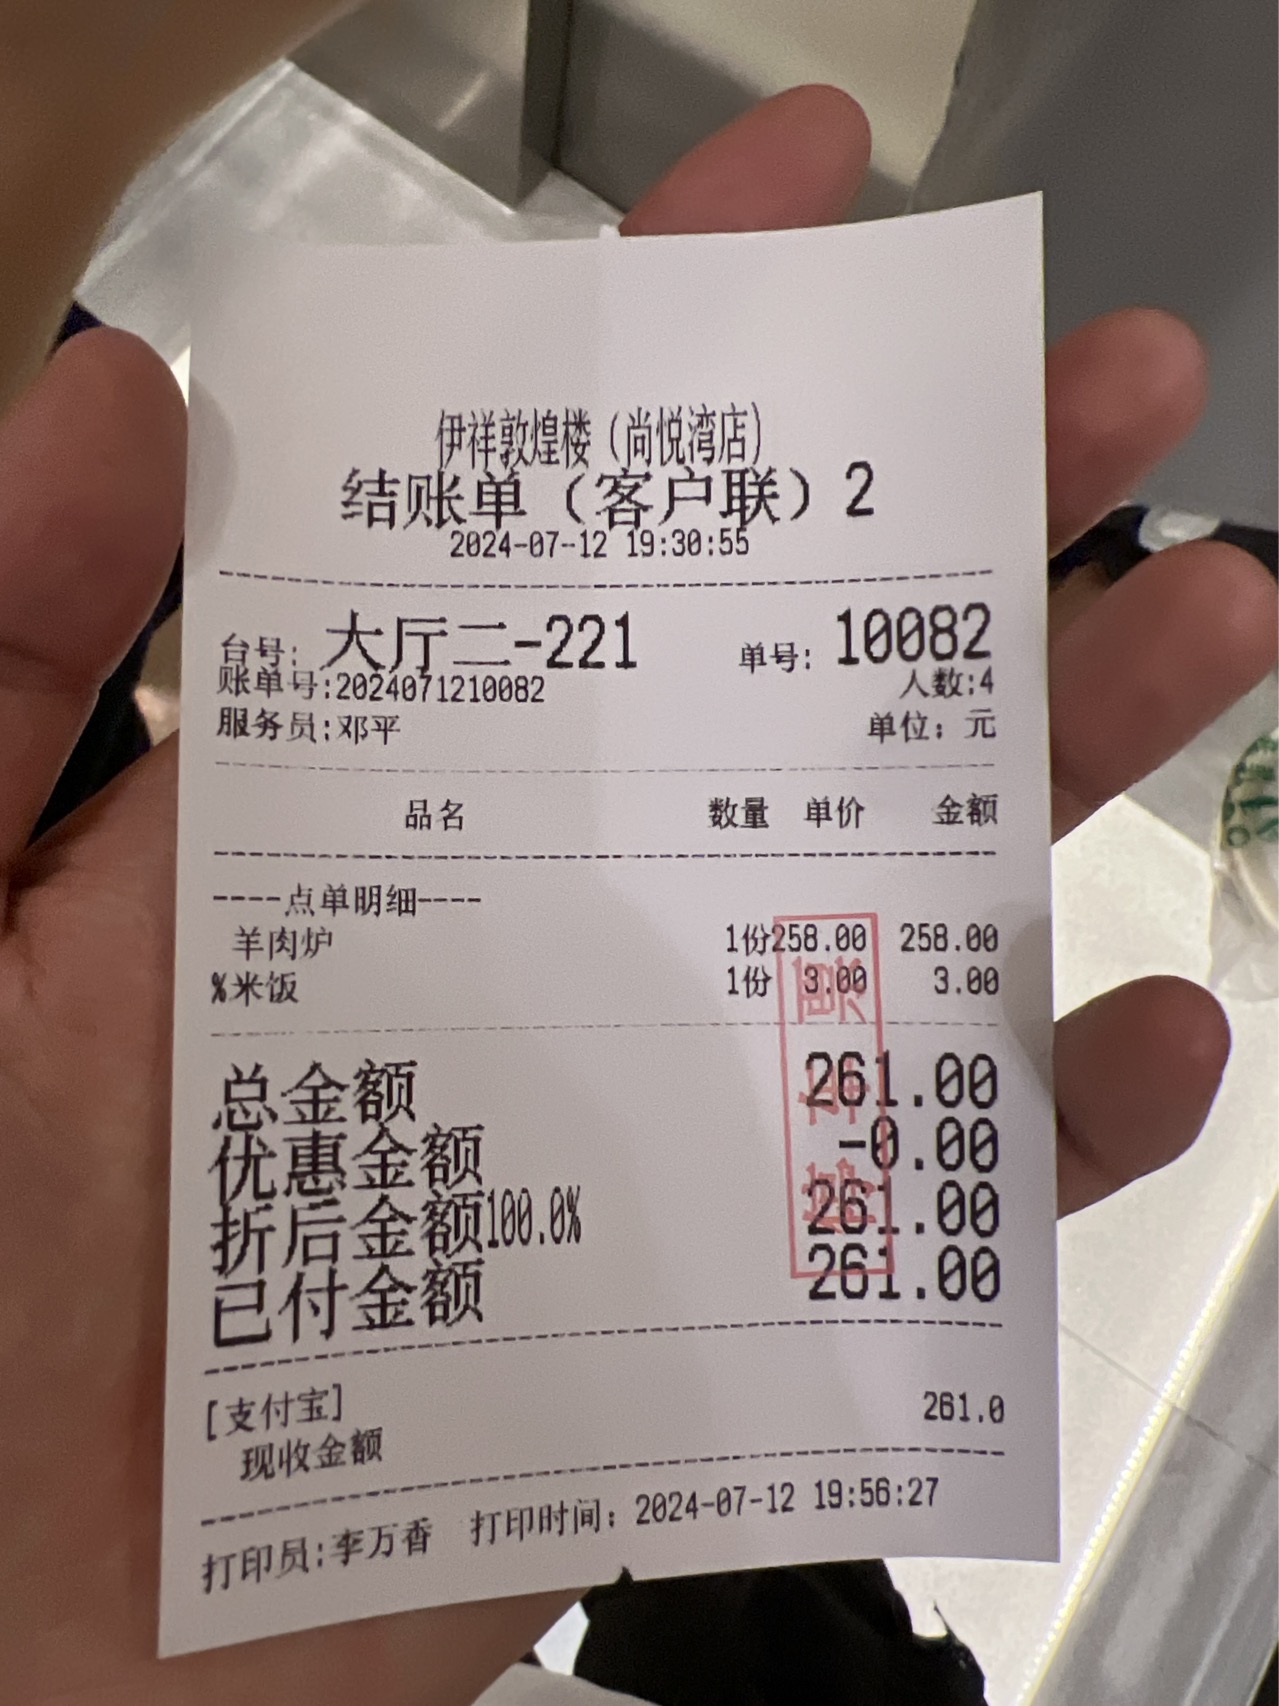 伊祥敦煌楼（尚悦湾店）
结账单（客户联）2
2024-07-12 19:30:55
台号: 大厅二-221 单号: 10082
账单号:2024071210082 人数:4
服务员:邓平 单位: 元
品名 数量 单价 金额
----点单明细----
羊肉炉 1份258.00 258.00
%米饭 1份 3.00 3.00
总金额 261.00
优惠金额 -0.00
折后金额100.0% 261.00
已付金额 261.00
[支付宝] 261.0
现收金额
打印员:李万香 打印时间: 2024-07-12 19:56:27
停车票